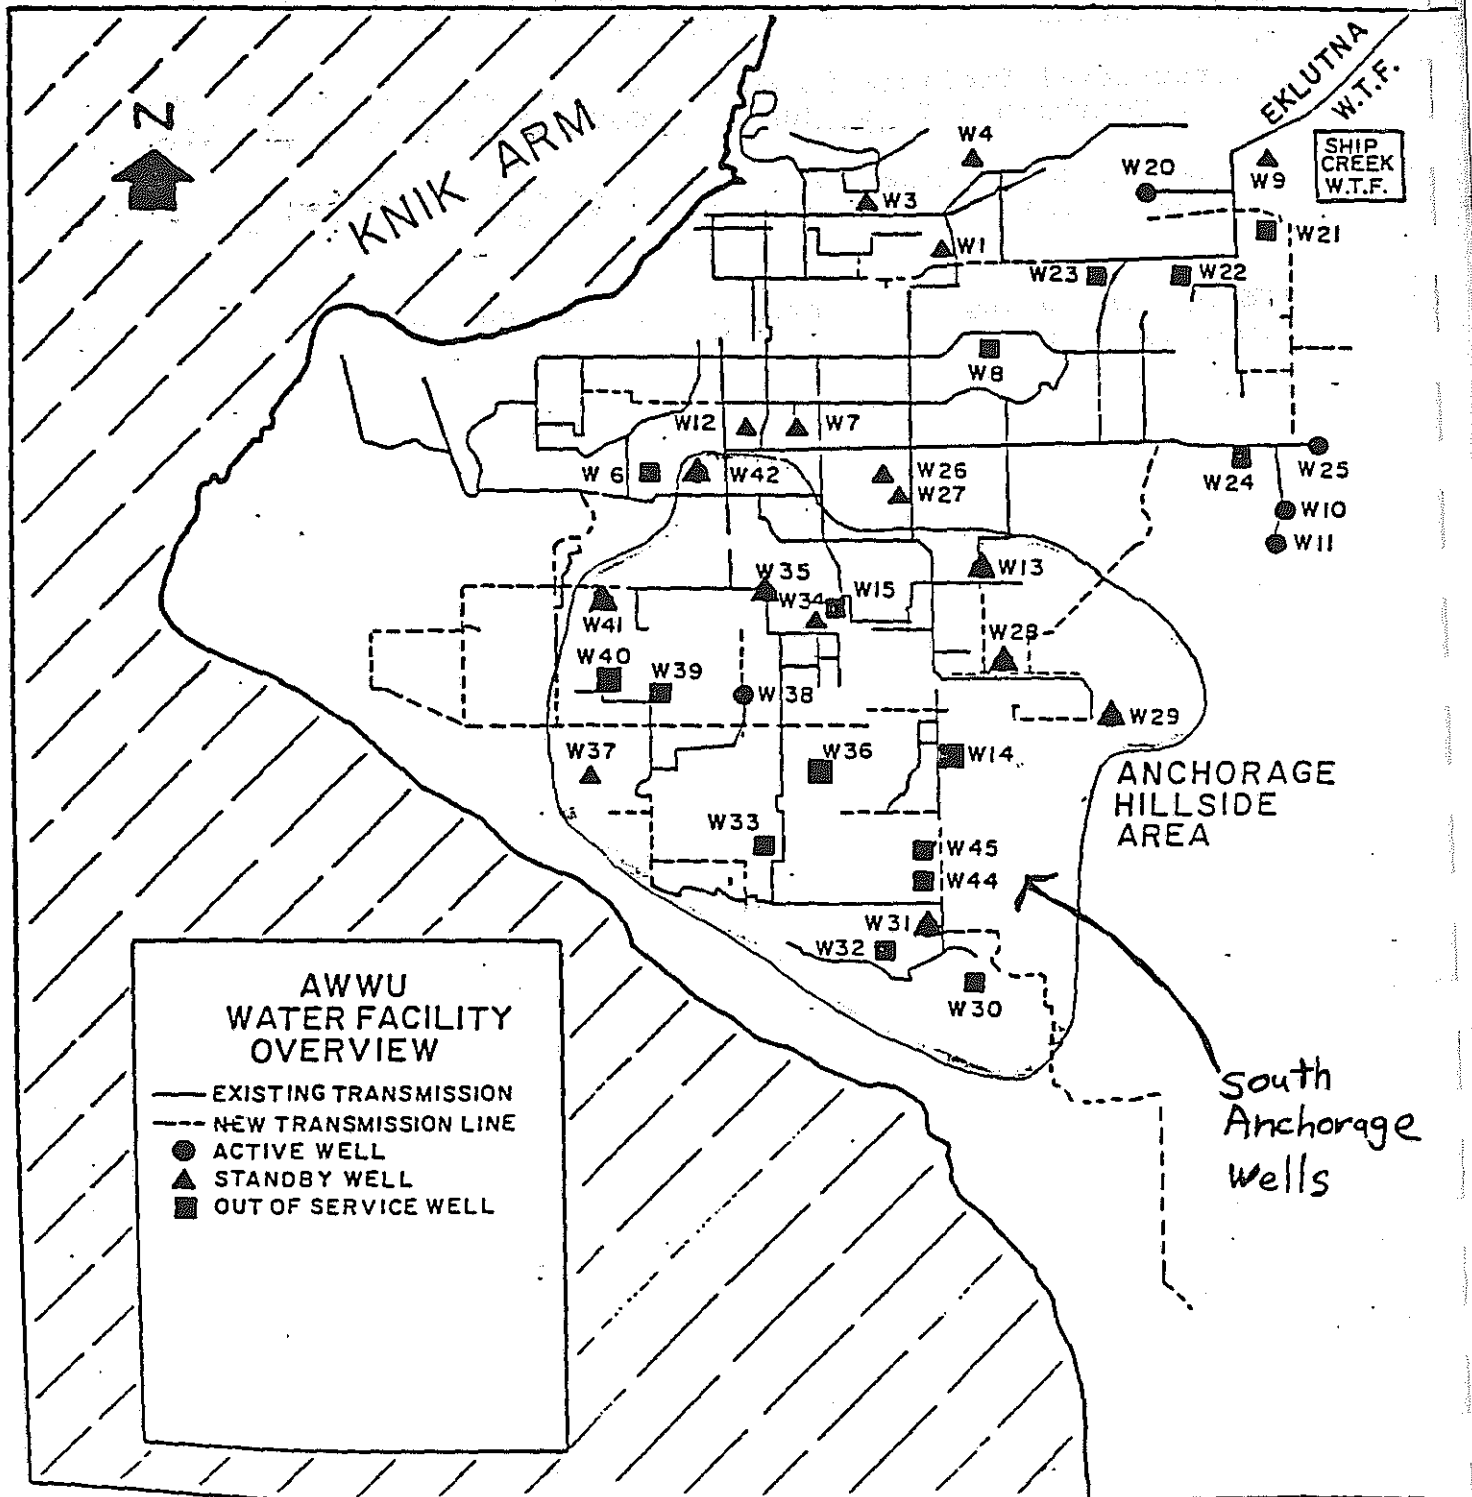 N
KNIK ARM
EKLUTNA
W.T.F.
SHIP
CREEK
W.T.F.
W4
W20
W9
W3
W21
W1
W23
W22
W8
W12
W7
W6
W42
W26
W27
W24
W25
W10
W11
W13
W35
W34
W15
W41
W28
W40
W39
W38
W29
W37
W36
W14
ANCHORAGE
HILLSIDE
AREA
W33
W45
W44
W31
W32
W30
South
Anchorage
Wells
AWWU
WATER FACILITY
OVERVIEW
EXISTING TRANSMISSION
NEW TRANSMISSION LINE
ACTIVE WELL
STANDBY WELL
OUT OF SERVICE WELL